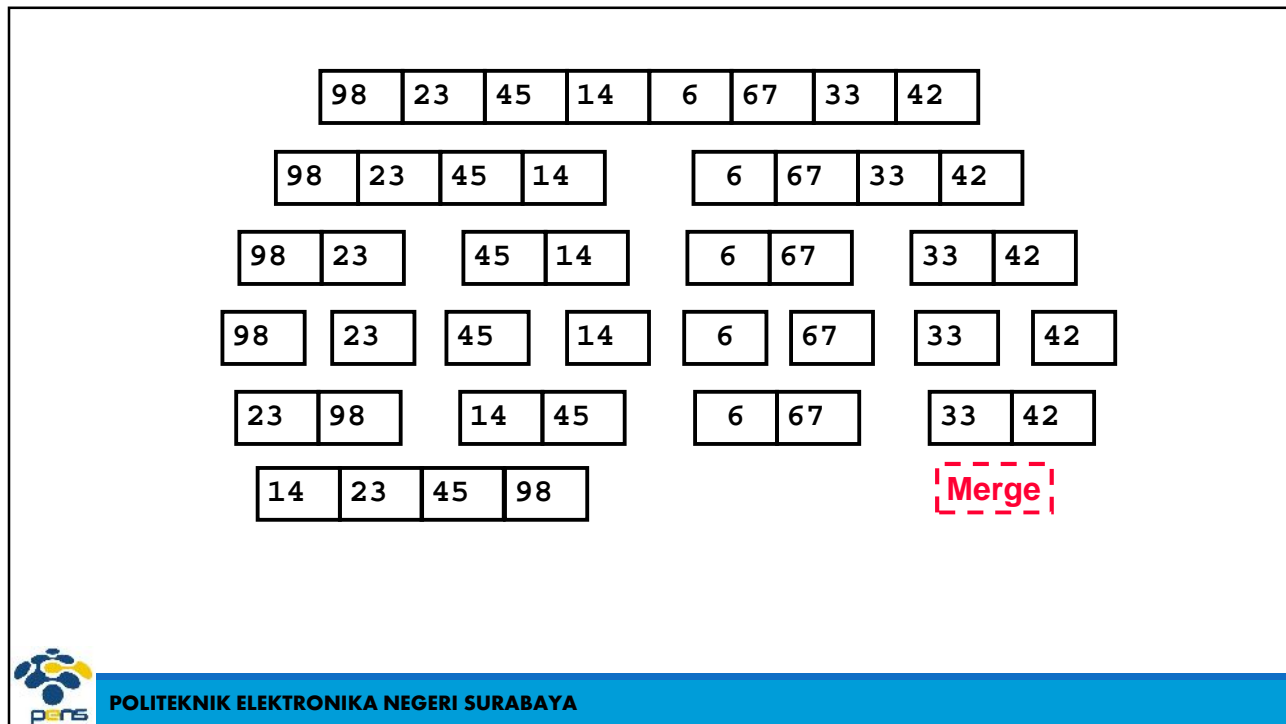 98 23 45 14 6 67 33 42
98 23 45 14 6 67 33 42
98 23 45 14 6 67 33 42
98 23 45 14 6 67 33 42
23 98 14 45 6 67 33 42
14 23 45 98 Merge
pens
POLITEKNIK ELEKTRONIKA NEGERI SURABAYA